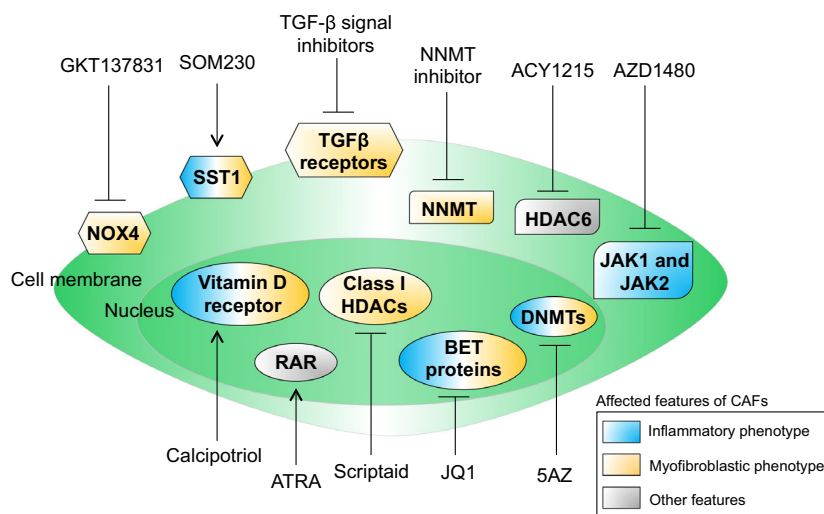 TGF-β signal
inhibitors
GKT137831
SOM230
NNMT
inhibitor
ACY1215
AZD1480
TGFβ
receptors
SST1
NNMT
HDAC6
NOX4
JAK1 and
JAK2
Cell membrane
Nucleus
Vitamin D
receptor
Class I
HDACs
DNMTs
RAR
BET
proteins
Calcipotriol
ATRA
Scriptaid
JQ1
5AZ
Affected features of CAFs
Inflammatory phenotype
Myofibroblastic phenotype
Other features